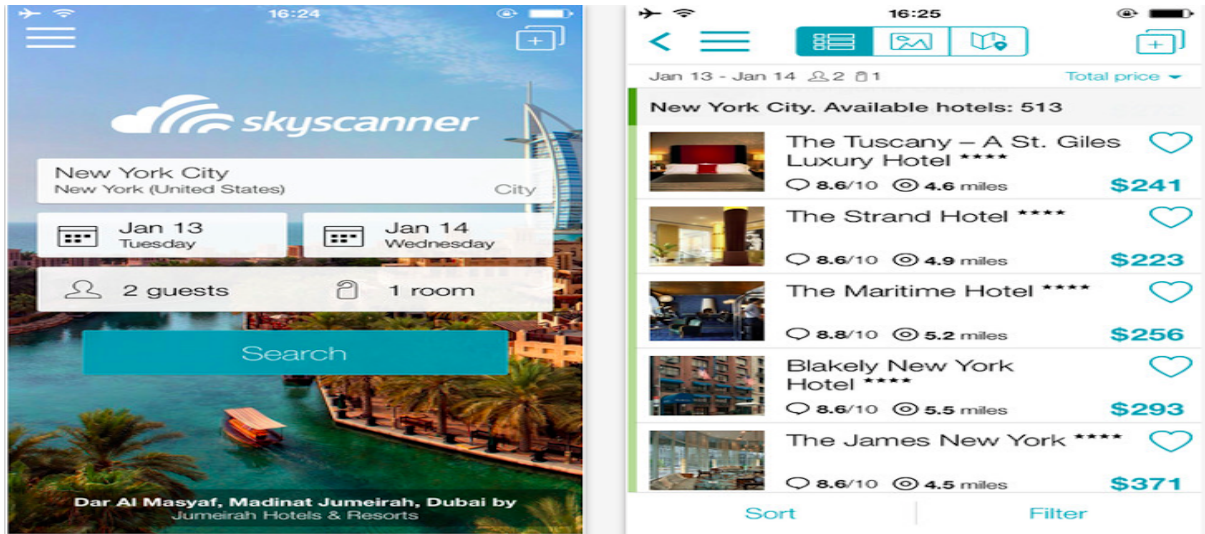 16:24
skyscanner
New York City
New York (United States)
City
Jan 13
Tuesday
Jan 14
Wednesday
2 guests
1 room
Search
Dar Al Masyaf, Madinat Jumeirah, Dubai by
Jumeirah Hotels & Resorts
16:25
Jan 13 - Jan 14 2 1
Total price
New York City. Available hotels: 513
The Tuscany – A St. Giles
Luxury Hotel ****
8.6/10 4.6 miles $241
The Strand Hotel ****
8.6/10 4.9 miles $223
The Maritime Hotel ****
8.8/10 5.2 miles $256
Blakely New York
Hotel ****
8.6/10 5.5 miles $293
The James New York ****
8.6/10 4.5 miles $371
Sort
Filter